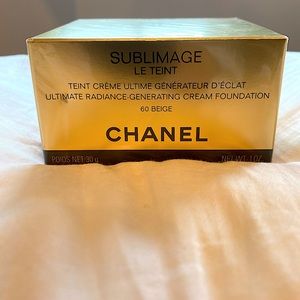 SUBLIMAGE
LE TEINT
TEINT CRÈME ULTIME GÉNÉRATEUR D'ÉCLAT
ULTIMATE RADIANCE-GENERATING CREAM FOUNDATION
60 BEIGE
CHANEL
POIDS NET 30 g NET WT. 1 OZ.